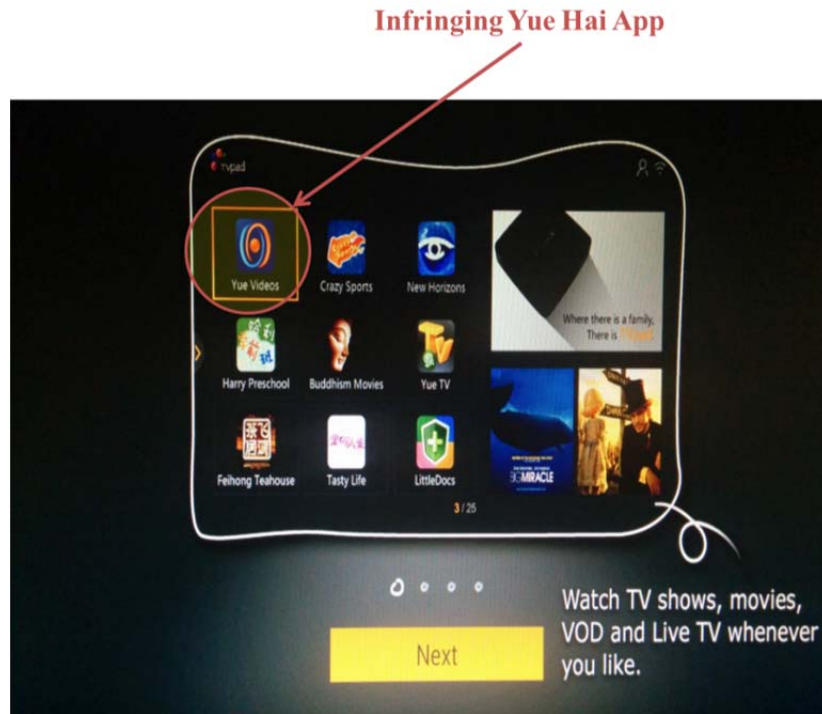 Infringing Yue Hai App
tvpad
Yue Videos
Crazy Sports
New Horizons
Where there is a family,
There is
Harry Preschool
Buddhism Movies
Yue TV
Feihong Teahouse
Tasty Life
LittleDocs
BIG MIRACLE
3 / 25
Watch TV shows, movies,
VOD and Live TV whenever
you like.
Next